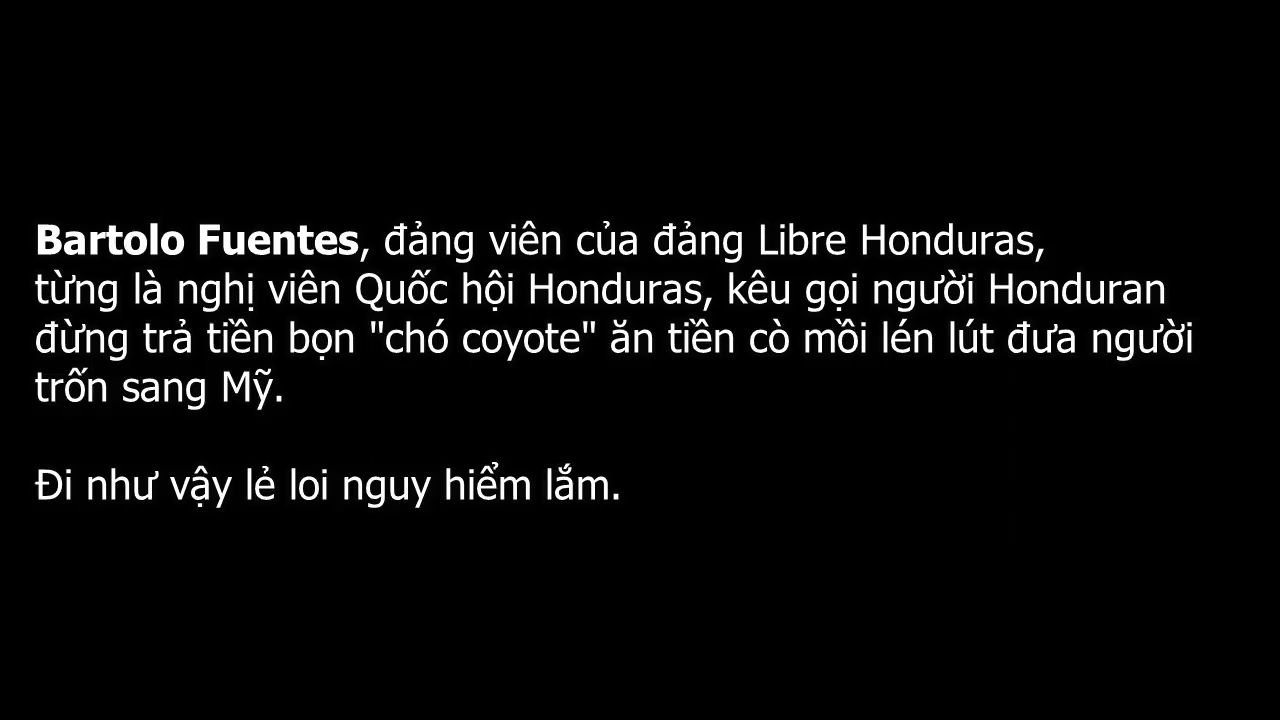 Bartolo Fuentes, đảng viên của đảng Libre Honduras,
từng là nghị viên Quốc hội Honduras, kêu gọi người Honduran
đừng trả tiền bọn "chó coyote" ăn tiền cò mồi lén lút đưa người
trốn sang Mỹ.
Đi như vậy lẻ loi nguy hiểm lắm.